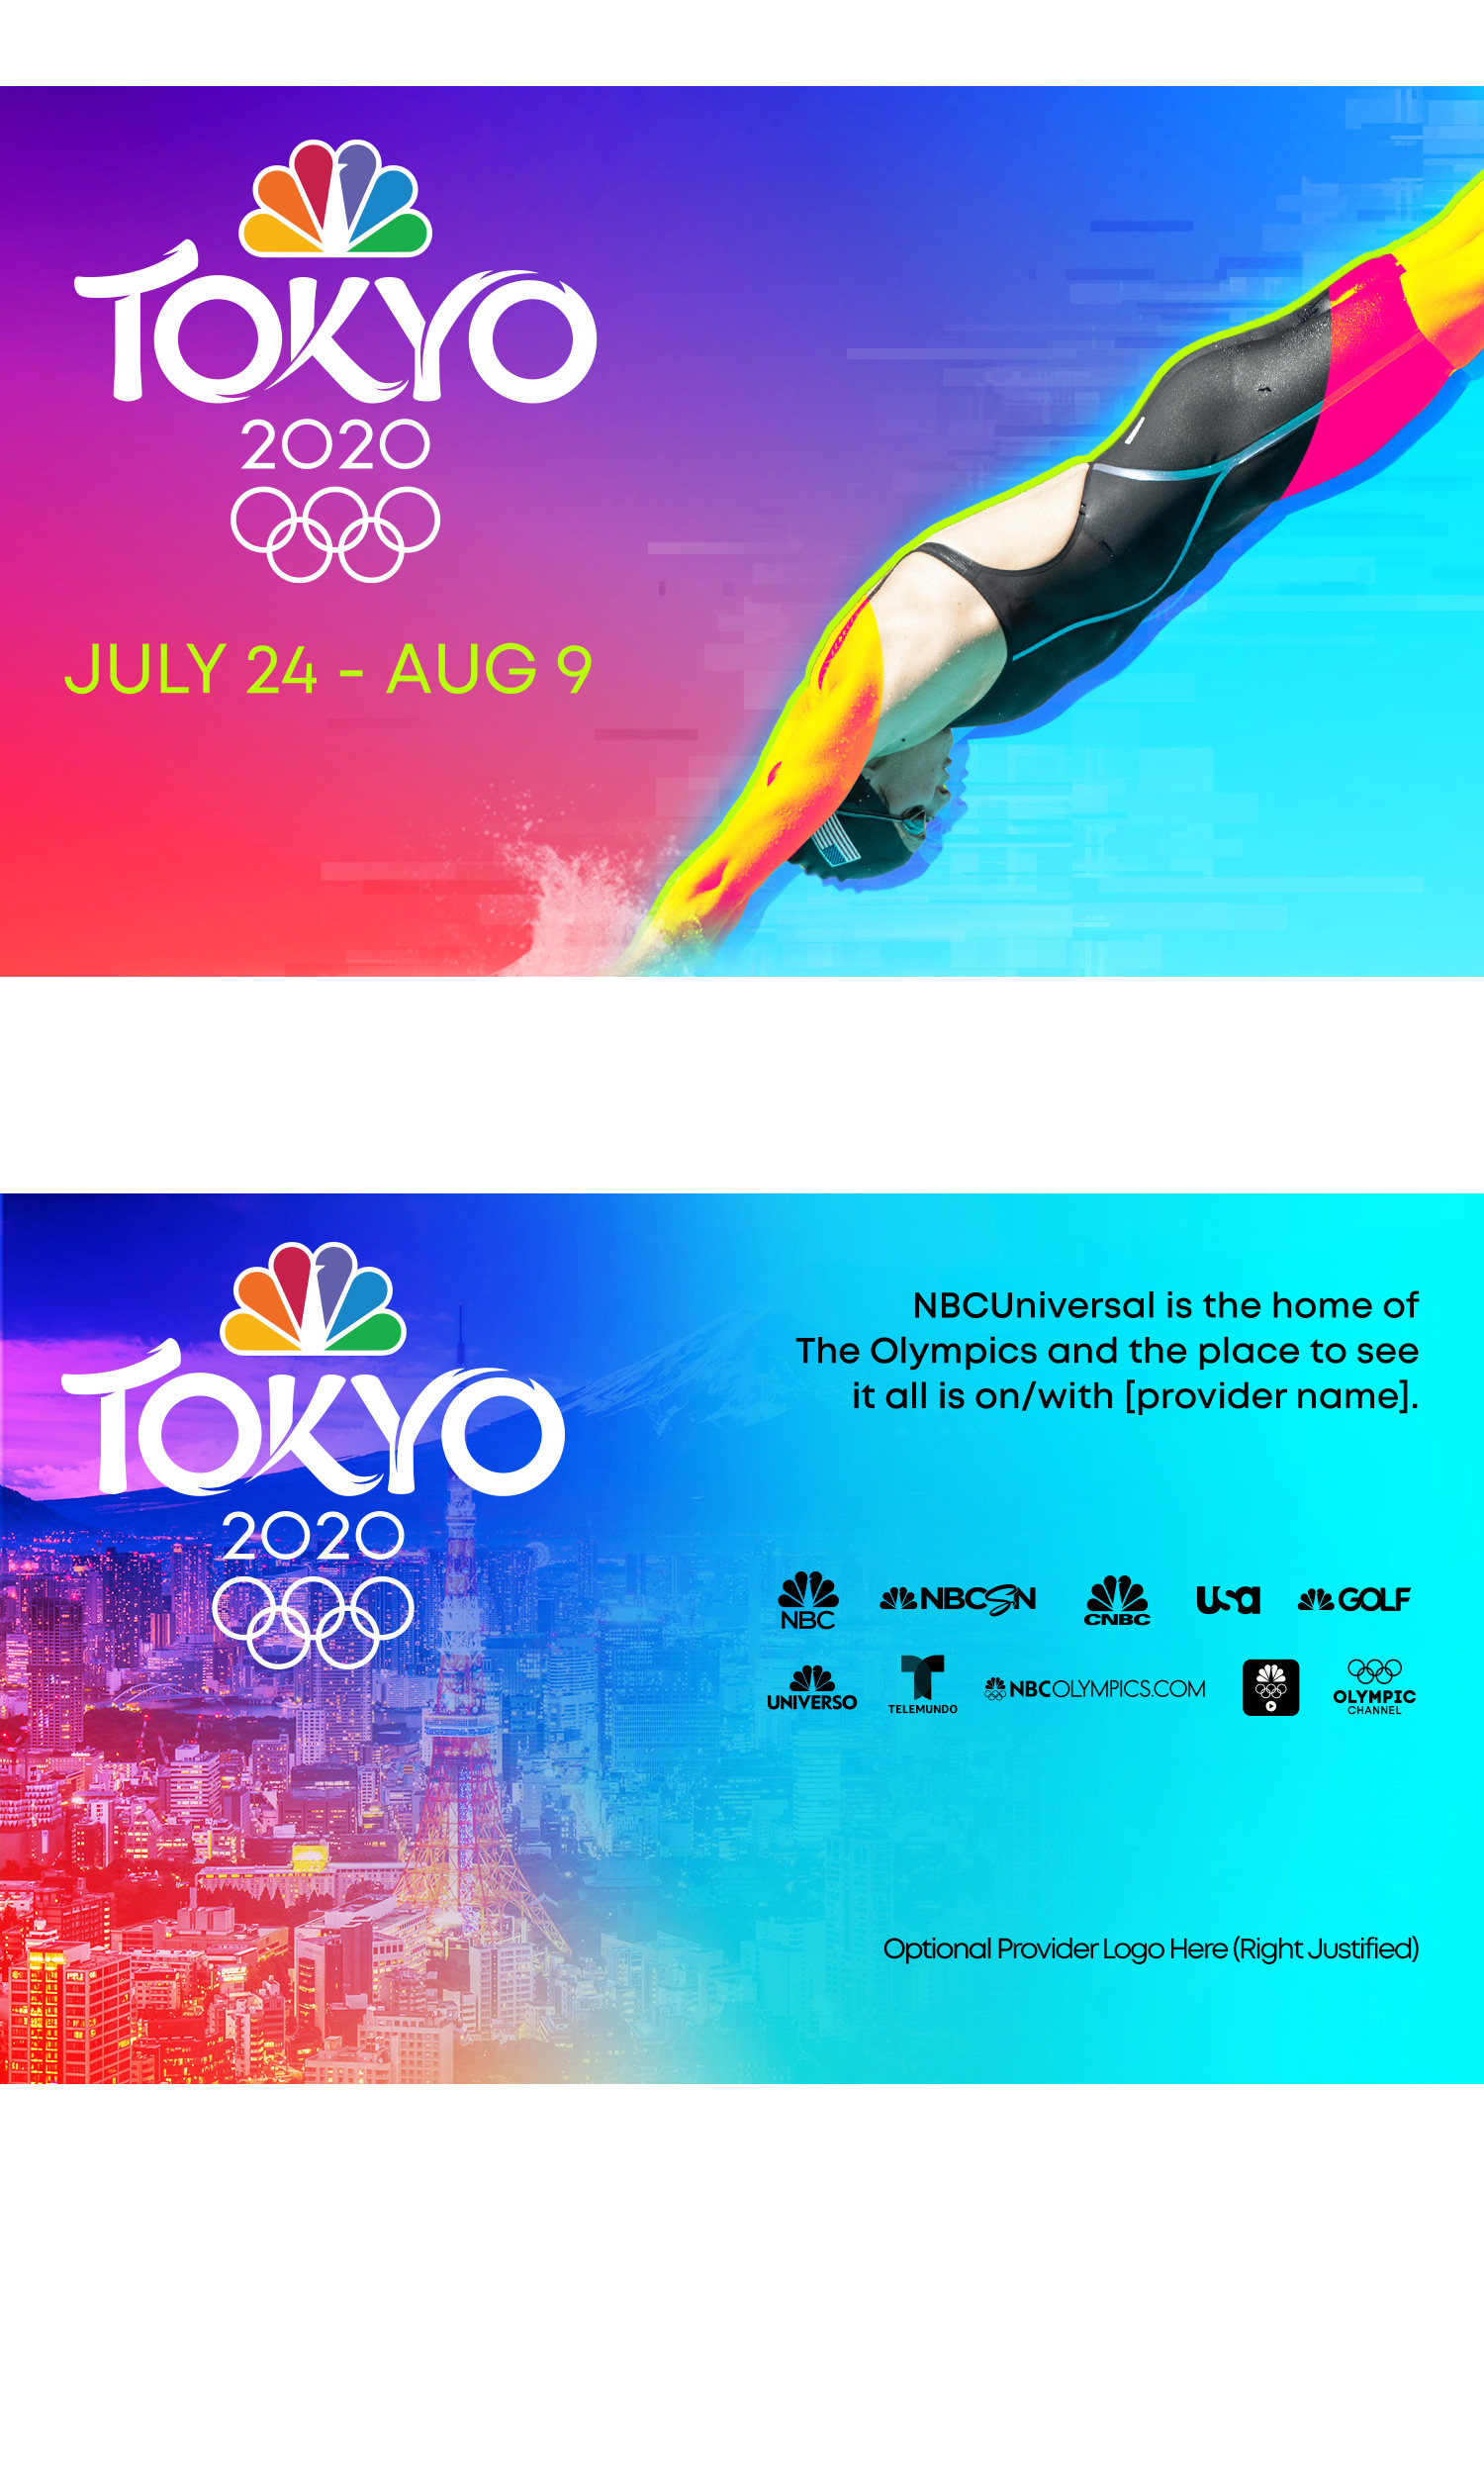 TOKYO
2020
JULY 24 - AUG 9
TOKYO
2020
NBCUniversal is the home of
The Olympics and the place to see
it all is on/with [provider name].
NBC NBCSN CNBC USA GOLF
UNIVERSO TELEMUNDO NBCOLYMPICS.COM OLYMPIC CHANNEL
Optional Provider Logo Here (Right Justified)